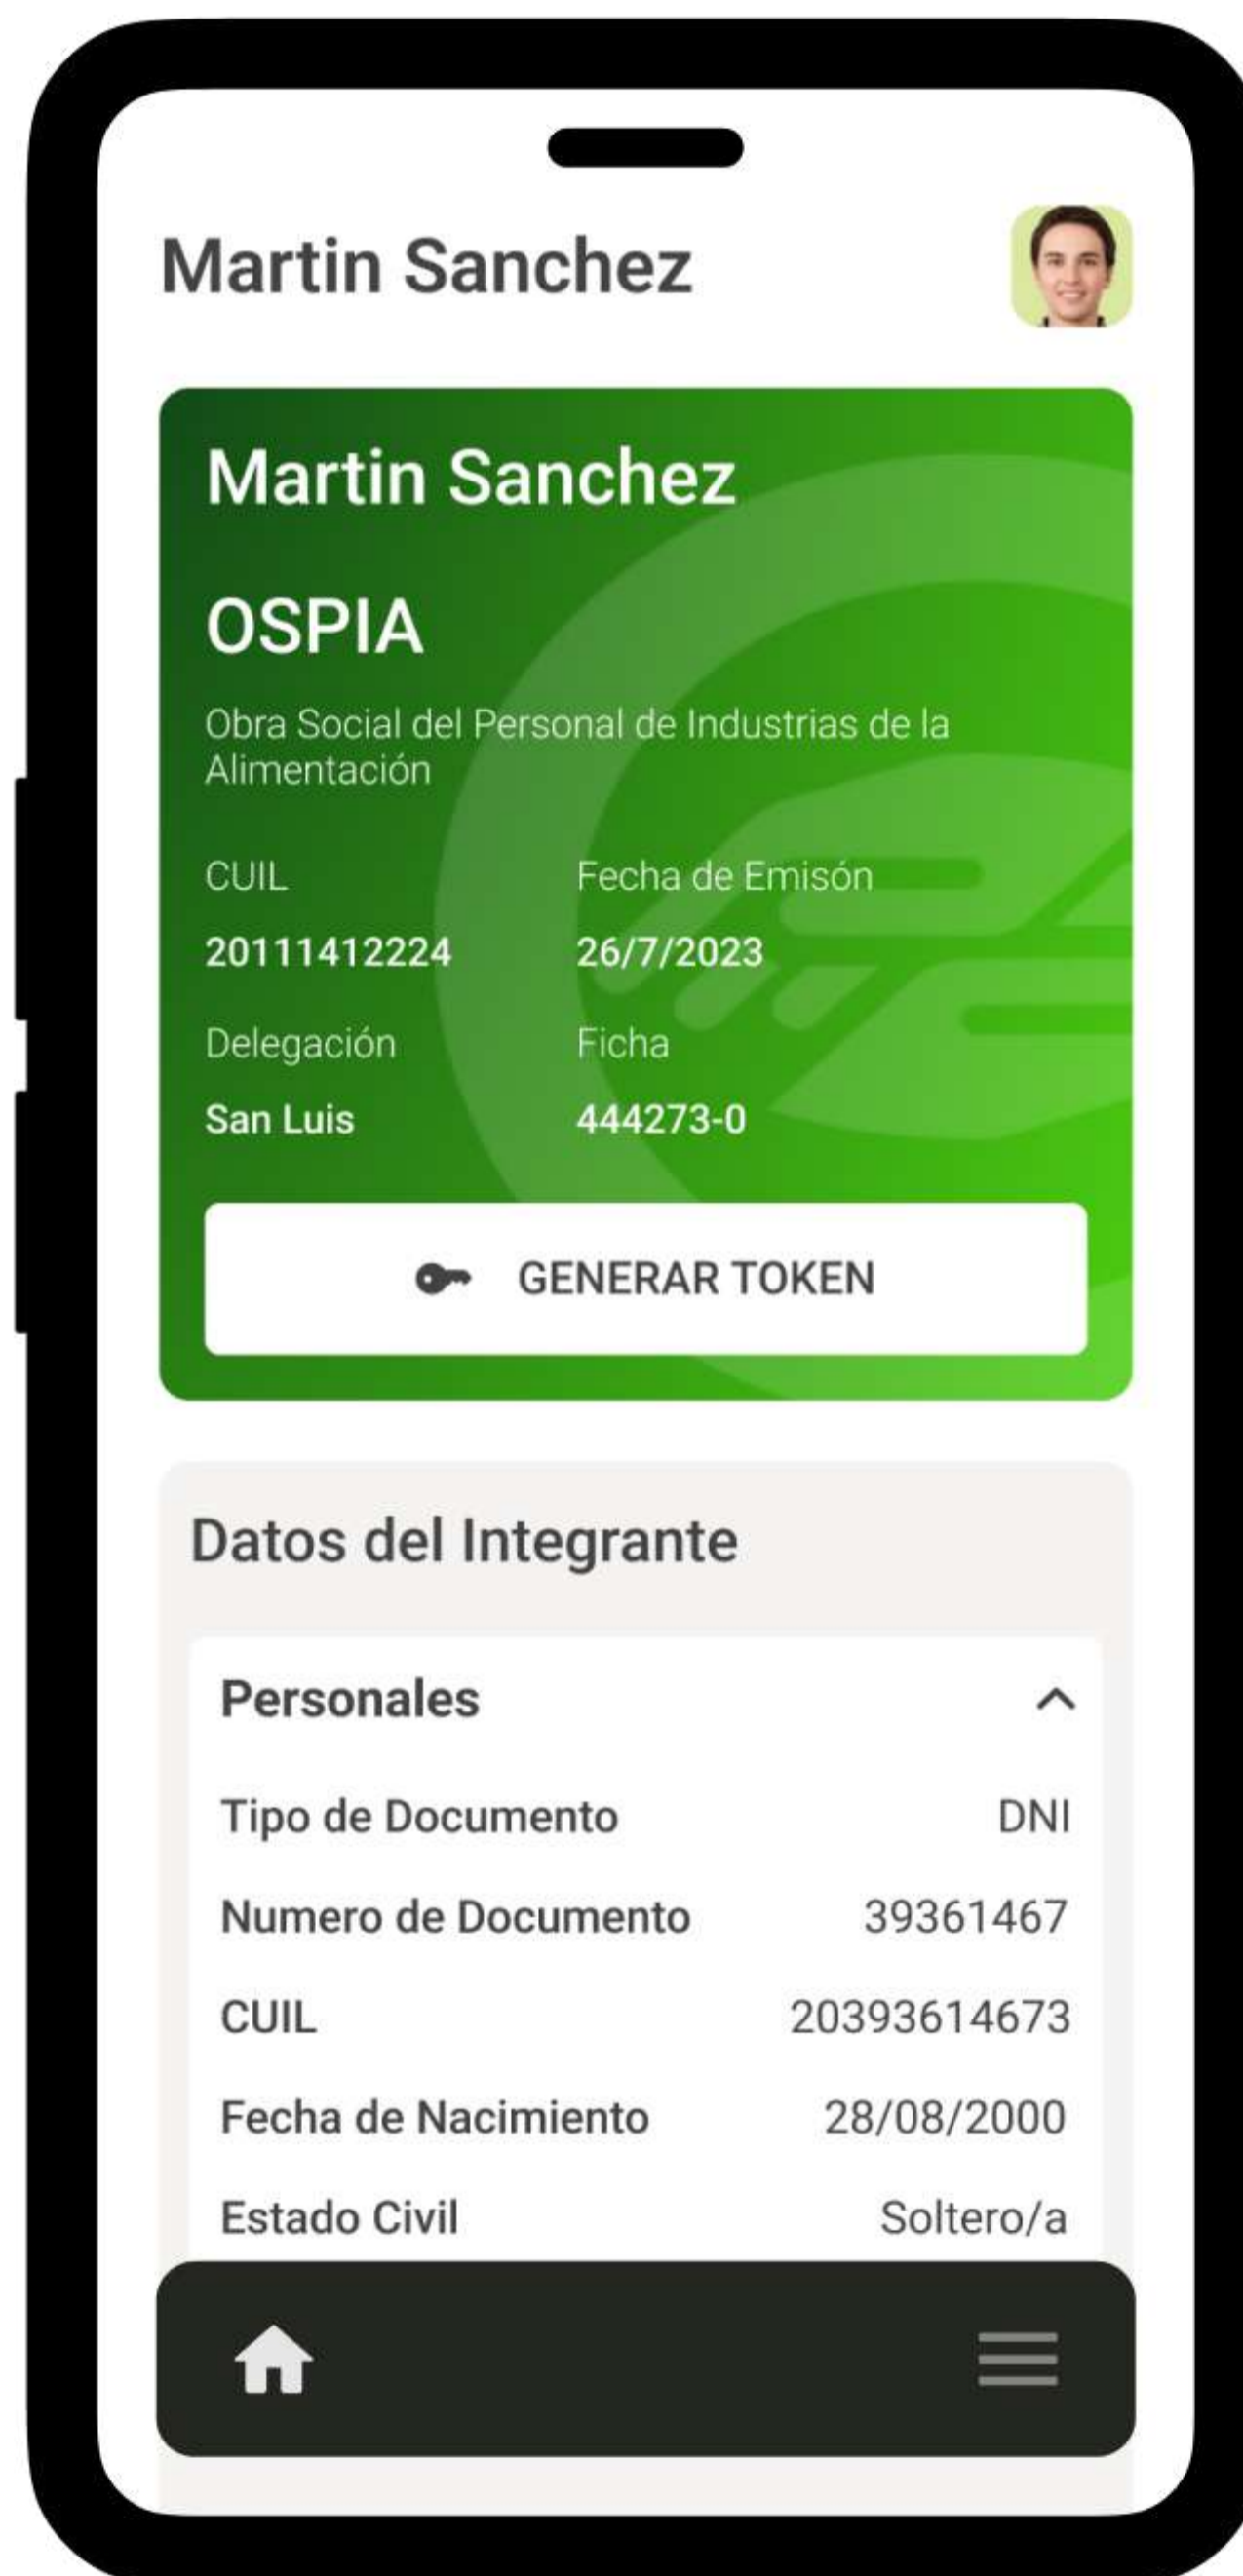 Martin Sanchez
Martin Sanchez
OSPIA
Obra Social del Personal de Industrias de la
Alimentación
CUIL Fecha de Emisón
20111412224 26/7/2023
Delegación Ficha
San Luis 444273-0
GENERAR TOKEN
Datos del Integrante
Personales
Tipo de Documento DNI
Numero de Documento 39361467
CUIL 20393614673
Fecha de Nacimiento 28/08/2000
Estado Civil Soltero/a